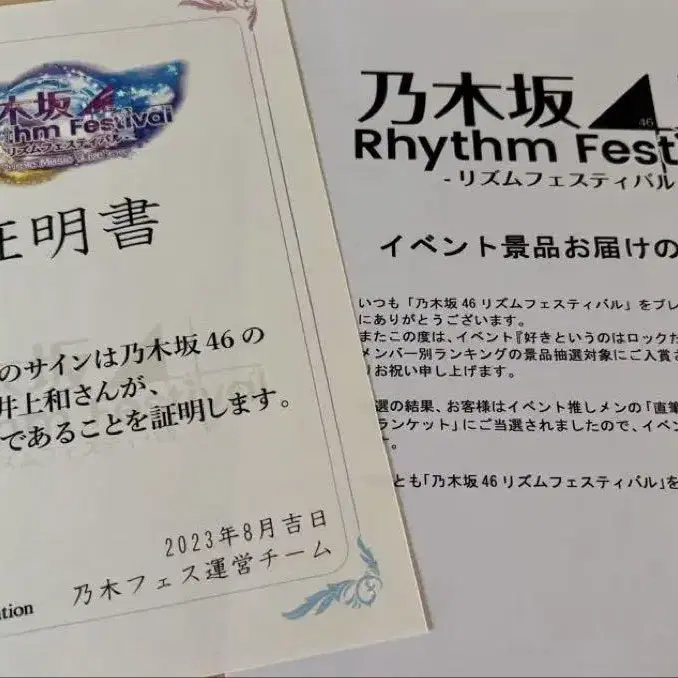 木坂
thm Festival
リズムフェスティバル
証明書
のサインは乃木坂46の
井上和さんが、
であることを証明します。
2023年8月吉日
乃木フェス運営チーム
ition
乃木坂
46
Rhythm Fest
-リズムフェスティバル
イベント景品お届けの
いつも「乃木坂46リズムフェスティバル」をプレ
にありがとうございます。
またこの度は、イベント『好きというのはロックだ
メンバー別ランキングの景品抽選対象にご入賞さ
りお祝い申し上げます。
選の結果、お客様はイベント推しメンの「直筆
ランケット」にご当選されましたので、イベン
す。
とも「乃木坂46リズムフェスティバル」を